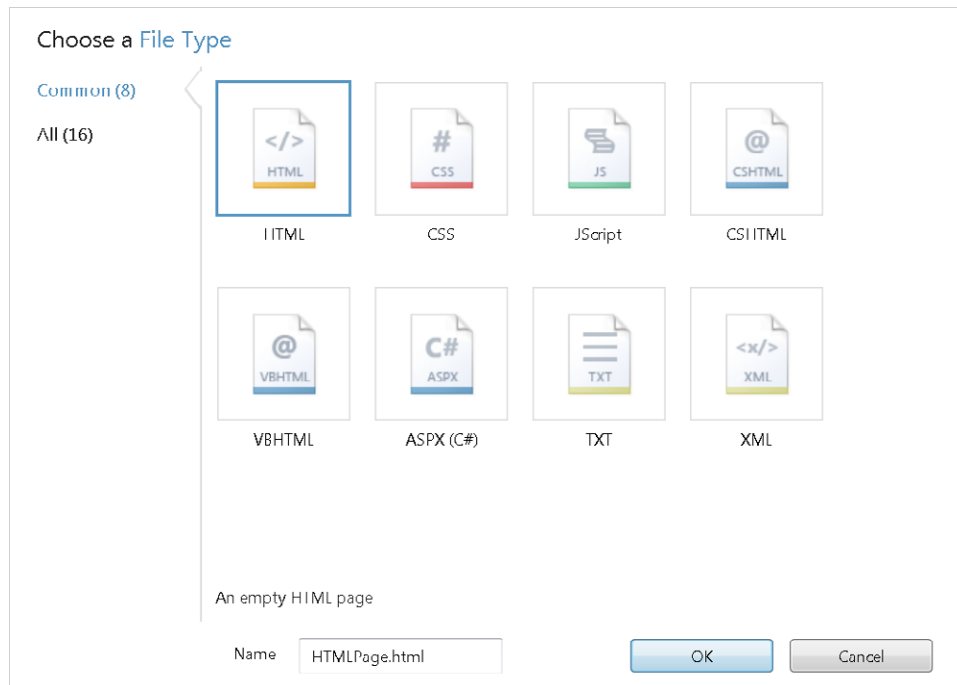 Choose a File Type
Common (8)
All (16)
</>
HTML
#
CSS
JS
@
CSHTML
HTML
CSS
JScript
CSHTML
@
VBHTML
C#
ASPX
TXT
<x/>
XML
VBHTML
ASPX (C#)
TXT
XML
An empty HTML page
Name
HTMLPage.html
OK
Cancel